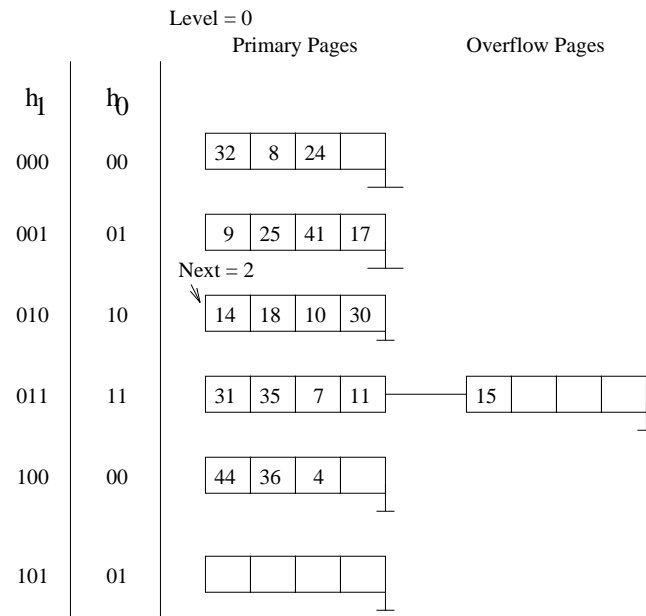 Level = 0
Primary Pages Overflow Pages
h1 h0
000 00 32 8 24
001 01 9 25 41 17
Next = 2
010 10 14 18 10 30
011 11 31 35 7 11 15
100 00 44 36 4
101 01